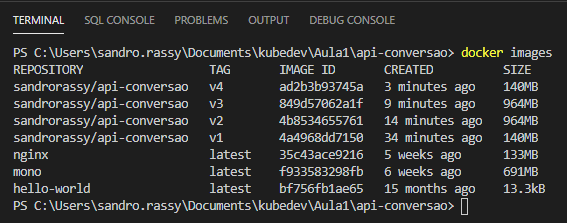 TERMINAL SQL CONSOLE PROBLEMS OUTPUT DEBUG CONSOLE
PS C:\Users\sandro.rassy\Documents\kubedev\Aula1\api-conversao> docker images
REPOSITORY TAG IMAGE ID CREATED SIZE
sandrorassy/api-conversao v4 ad2b3b93745a 3 minutes ago 140MB
sandrorassy/api-conversao v3 849d57062a1f 9 minutes ago 964MB
sandrorassy/api-conversao v2 4b8534655761 14 minutes ago 964MB
sandrorassy/api-conversao v1 4a4968dd7150 34 minutes ago 140MB
nginx latest 35c43ace9216 5 weeks ago 133MB
mono latest f933583298fb 6 weeks ago 691MB
hello-world latest bf756fb1ae65 15 months ago 13.3kB
PS C:\Users\sandro.rassy\Documents\kubedev\Aula1\api-conversao>